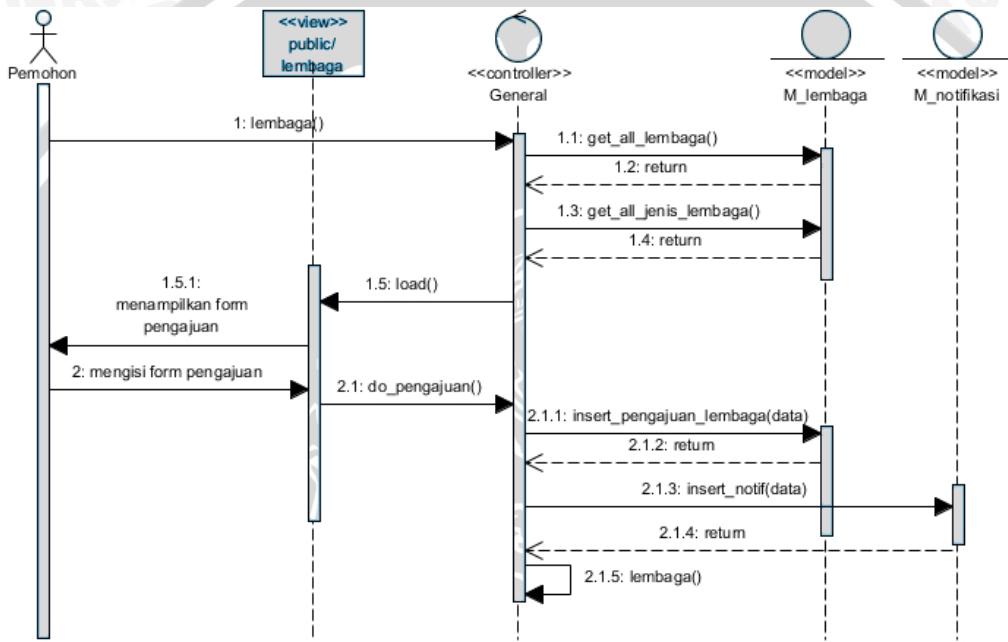 Pemohon
<<view>>
public/
lembaga
<<controller>>
General
<<model>>
M_lembaga
<<model>>
M_notifikasi
1: lembaga()
1.1: get_all_lembaga()
1.2: return
1.3: get_all_jenis_lembaga()
1.4: return
1.5: load()
1.5.1:
menampilkan form
pengajuan
2: mengisi form pengajuan
2.1: do_pengajuan()
2.1.1: insert_pengajuan_lembaga(data)
2.1.2: return
2.1.3: insert_notif(data)
2.1.4: return
2.1.5: lembaga()